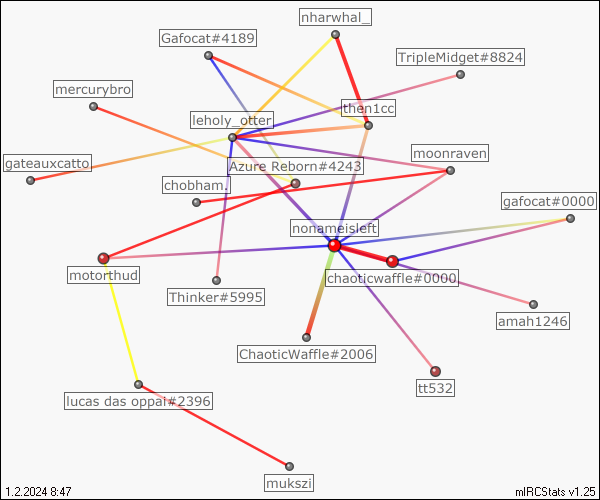 nharwhal_
Gafocat#4189
TripleMidget#8824
mercurybro
then1cc
leholy_otter
moonraven
gateauxcatto
Azure Reborn#4243
chobham.
gafocat#0000
nonameisleft
motorthud
chaoticwaffle#0000
Thinker#5995
amah1246
ChaoticWaffle#2006
tt532
lucas das oppai#2396
mukszi
1.2.2024 8:47
mIRCStats v1.25